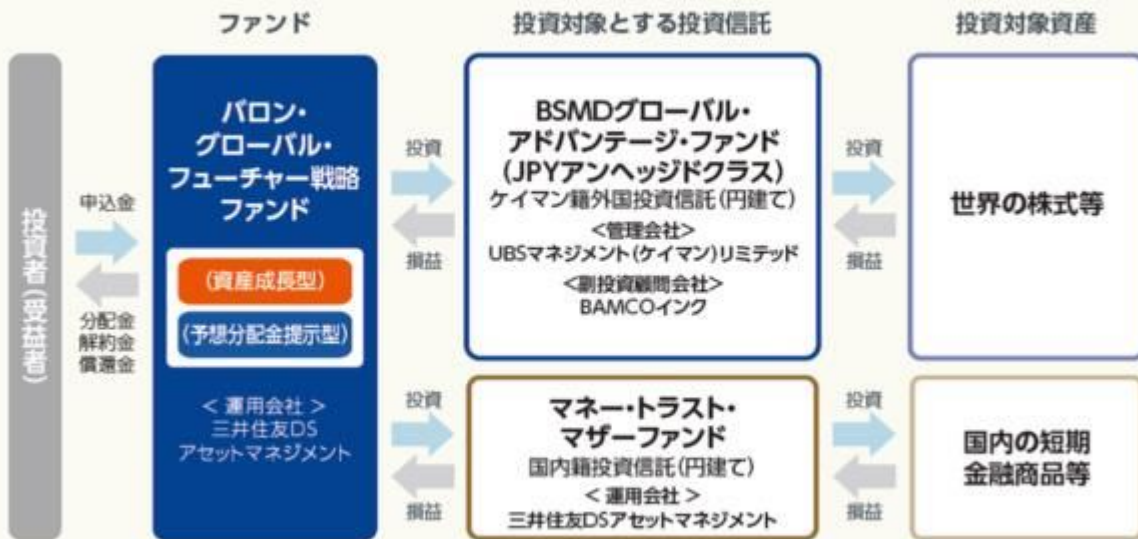 ファンド
投資対象とする投資信託
投資対象資産
投資者(受益者)
申込金
分配金
解約金
償還金
バロン・
グローバル・
フューチャー戦略
ファンド
(資産成長型)
(予想分配金提示型)
< 運用会社 >
三井住友DS
アセットマネジメント
投資
損益
BSMDグローバル・
アドバンテージ・ファンド
(JPYアンヘッジドクラス)
ケイマン籍外国投資信託(円建て)
<管理会社>
UBSマネジメント(ケイマン)リミテッド
<副投資顧問会社>
BAMCOインク
投資
損益
世界の株式等
投資
損益
マネー・トラスト・
マザーファンド
国内籍投資信託(円建て)
< 運用会社 >
三井住友DSアセットマネジメント
投資
損益
国内の短期
金融商品等